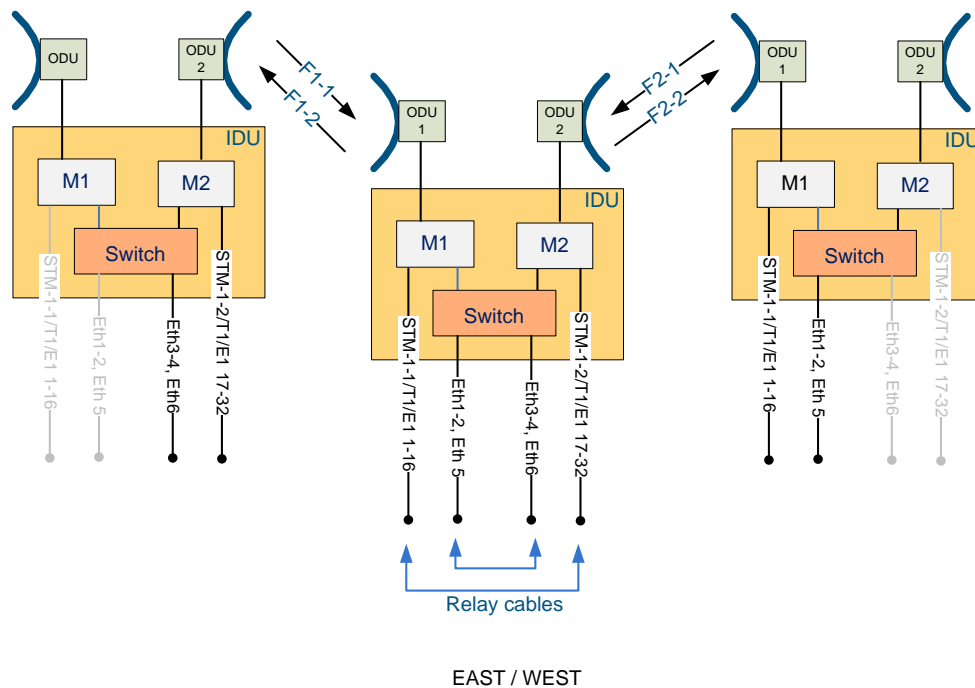 ODU
ODU
2
F1-1
F1-2
ODU
1
ODU
2
F2-1
F2-2
ODU
1
ODU
2
IDU
M1
M2
Switch
STM-1-1/T1/E1 1-16
Eth1-2, Eth 5
Eth3-4, Eth6
STM-1-2/T1/E1 17-32
IDU
M1
M2
Switch
STM-1-1/T1/E1 1-16
Eth1-2, Eth 5
Eth3-4, Eth6
STM-1-2/T1/E1 17-32
IDU
M1
M2
Switch
STM-1-1/T1/E1 1-16
Eth1-2, Eth 5
Eth3-4, Eth6
STM-1-2/T1/E1 17-32
Relay cables
EAST / WEST